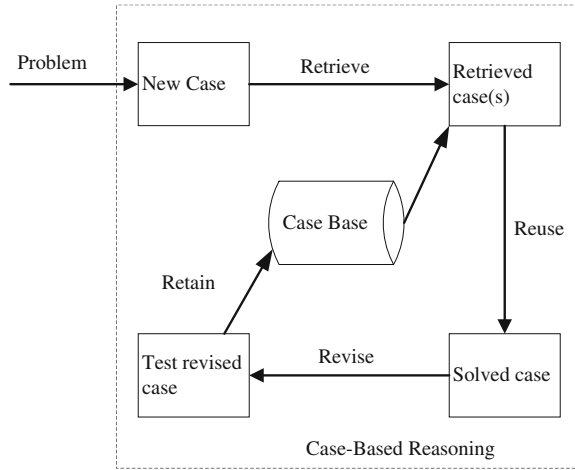 Problem
New Case
Retrieve
Retrieved
case(s)
Case Base
Reuse
Retain
Test revised
case
Revise
Solved case
Case-Based Reasoning